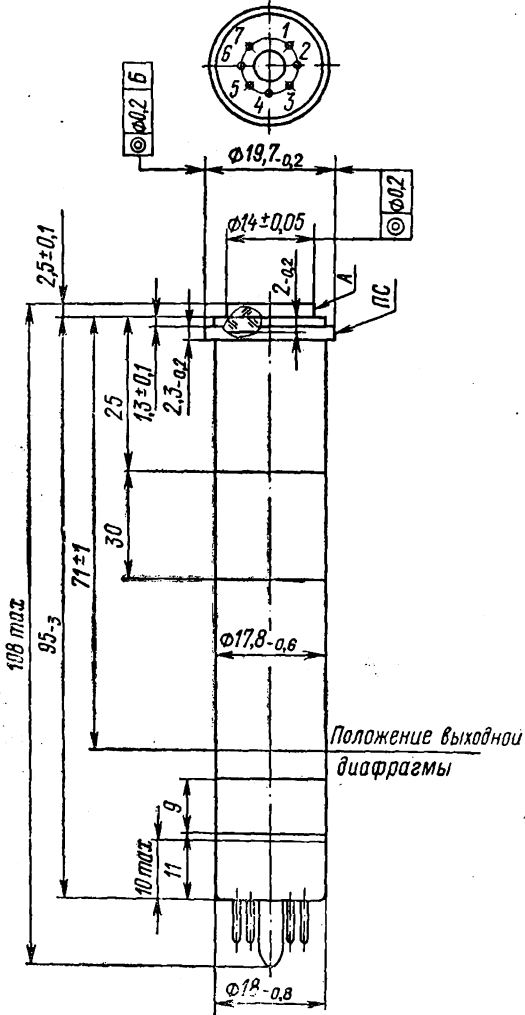 7 1
6 2
5 3
4
◎ ⌀0,2 Б
⌀19,7-0,2
◎ ⌀0,2
⌀14±0,05
2,5±0,1
2-0,2
А
ПС
1,3±0,1
2,3-0,2
25
30
71±1
108 max
95-3
⌀17,8-0,6
Положение выходной
диафрагмы
9
10 max
11
⌀18-0,8